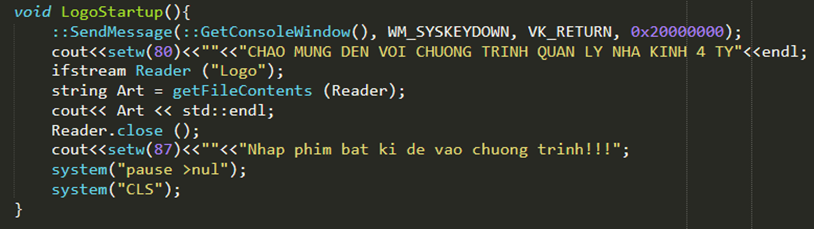 void LogoStartup(){
::SendMessage(::GetConsoleWindow(), WM_SYSKEYDOWN, VK_RETURN, 0x20000000);
cout<<setw(80)<<""<<"CHAO MUNG DEN VOI CHUONG TRINH QUAN LY NHA KINH 4 TY"<<endl;
ifstream Reader ("Logo");
string Art = getFileContents (Reader);
cout<< Art << std::endl;
Reader.close ();
cout<<setw(87)<<""<<"Nhap phim bat ki de vao chuong trinh!!!";
system("pause >nul");
system("CLS");
}